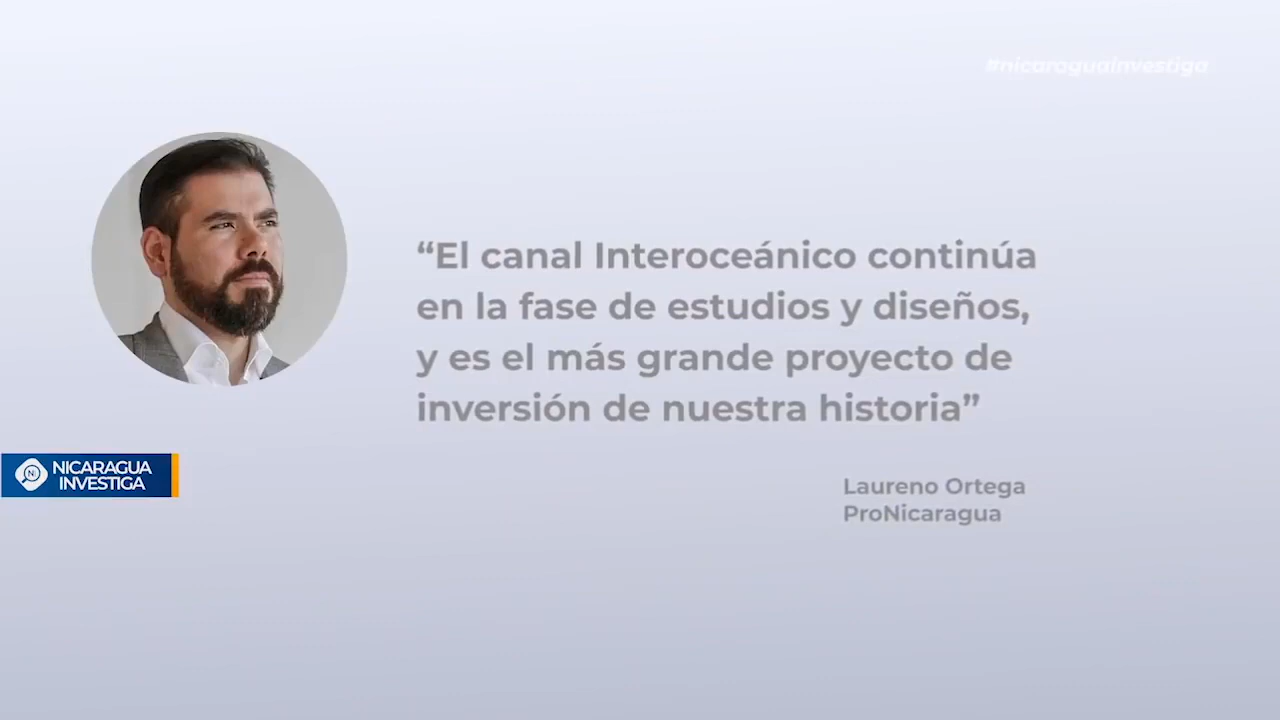 #nicaraguaInvestiga
“El canal Interoceánico continúa
en la fase de estudios y diseños,
y es el más grande proyecto de
inversión de nuestra historia”
NICARAGUA
INVESTIGA
Laureno Ortega
ProNicaragua